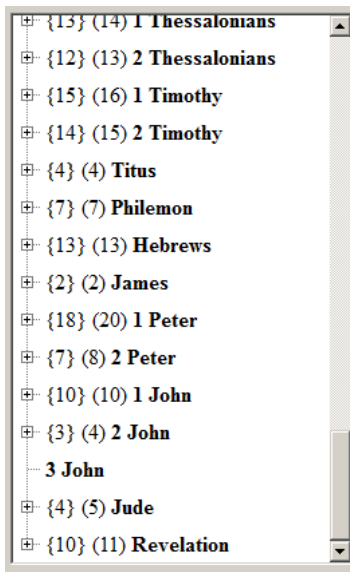 {13} (14) 1 Thessalonians
{12} (13) 2 Thessalonians
{15} (16) 1 Timothy
{14} (15) 2 Timothy
{4} (4) Titus
{7} (7) Philemon
{13} (13) Hebrews
{2} (2) James
{18} (20) 1 Peter
{7} (8) 2 Peter
{10} (10) 1 John
{3} (4) 2 John
3 John
{4} (5) Jude
{10} (11) Revelation